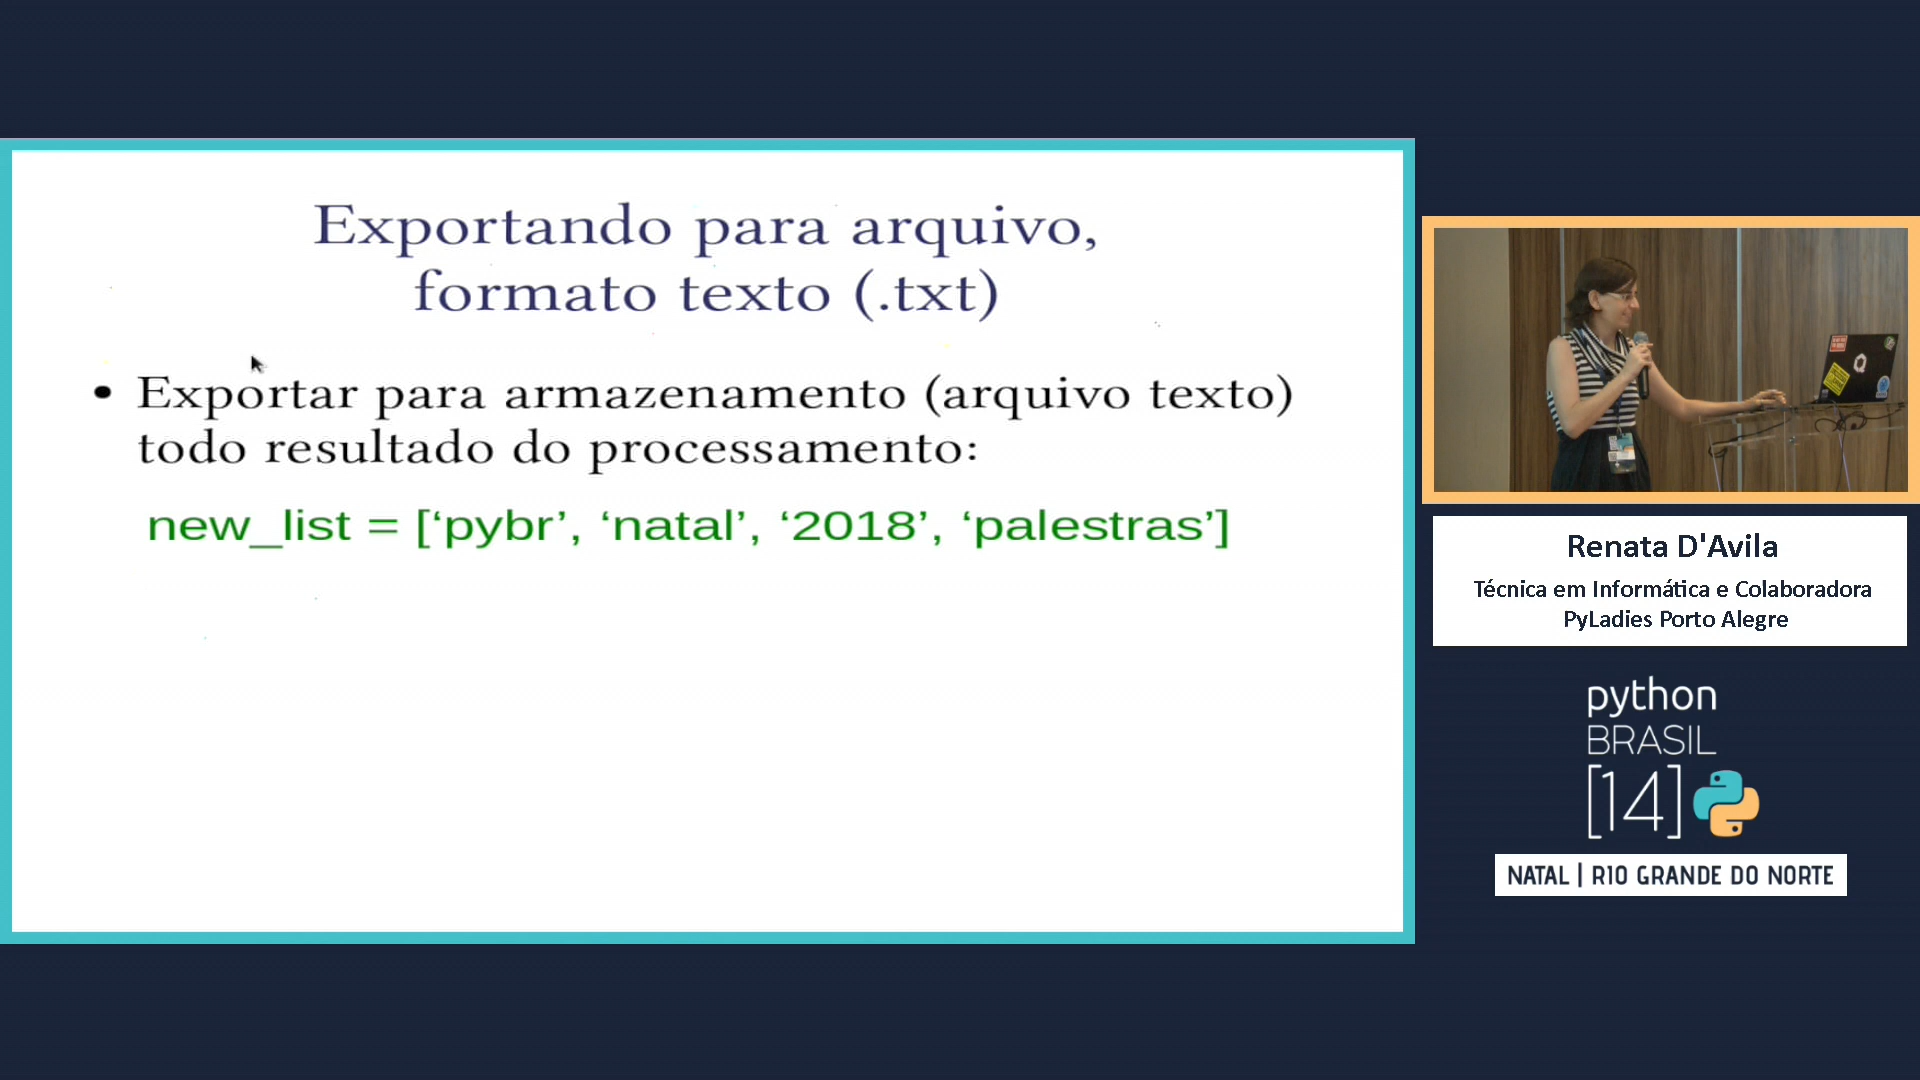 Exportando para arquivo,
formato texto (.txt)
• Exportar para armazenamento (arquivo texto)
todo resultado do processamento:
new_list = [‘pybr’, ‘natal’, ‘2018’, ‘palestras’]
Renata D'Avila
Técnica em Informática e Colaboradora
PyLadies Porto Alegre
python
BRASIL
[14]
NATAL | RIO GRANDE DO NORTE